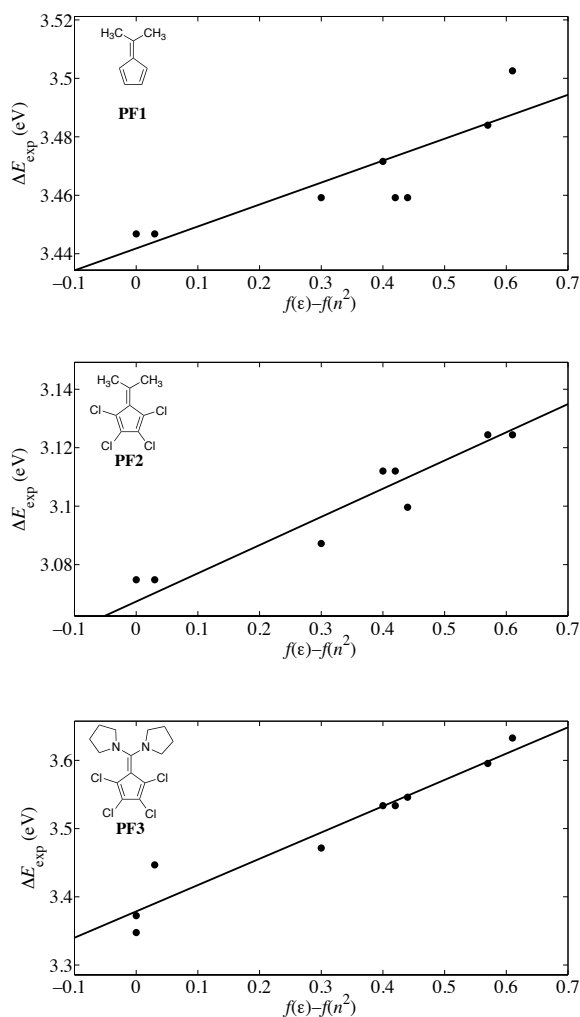 3.52
3.5
3.48
3.46
3.44
ΔE_exp (eV)
H₃C CH₃
PF1
−0.1 0 0.1 0.2 0.3 0.4 0.5 0.6 0.7
f(ε)−f(n²)
3.14
3.12
3.1
3.08
ΔE_exp (eV)
H₃C CH₃
Cl Cl
Cl Cl
PF2
−0.1 0 0.1 0.2 0.3 0.4 0.5 0.6 0.7
f(ε)−f(n²)
3.6
3.5
3.4
3.3
ΔE_exp (eV)
N N
Cl Cl
Cl Cl
PF3
−0.1 0 0.1 0.2 0.3 0.4 0.5 0.6 0.7
f(ε)−f(n²)